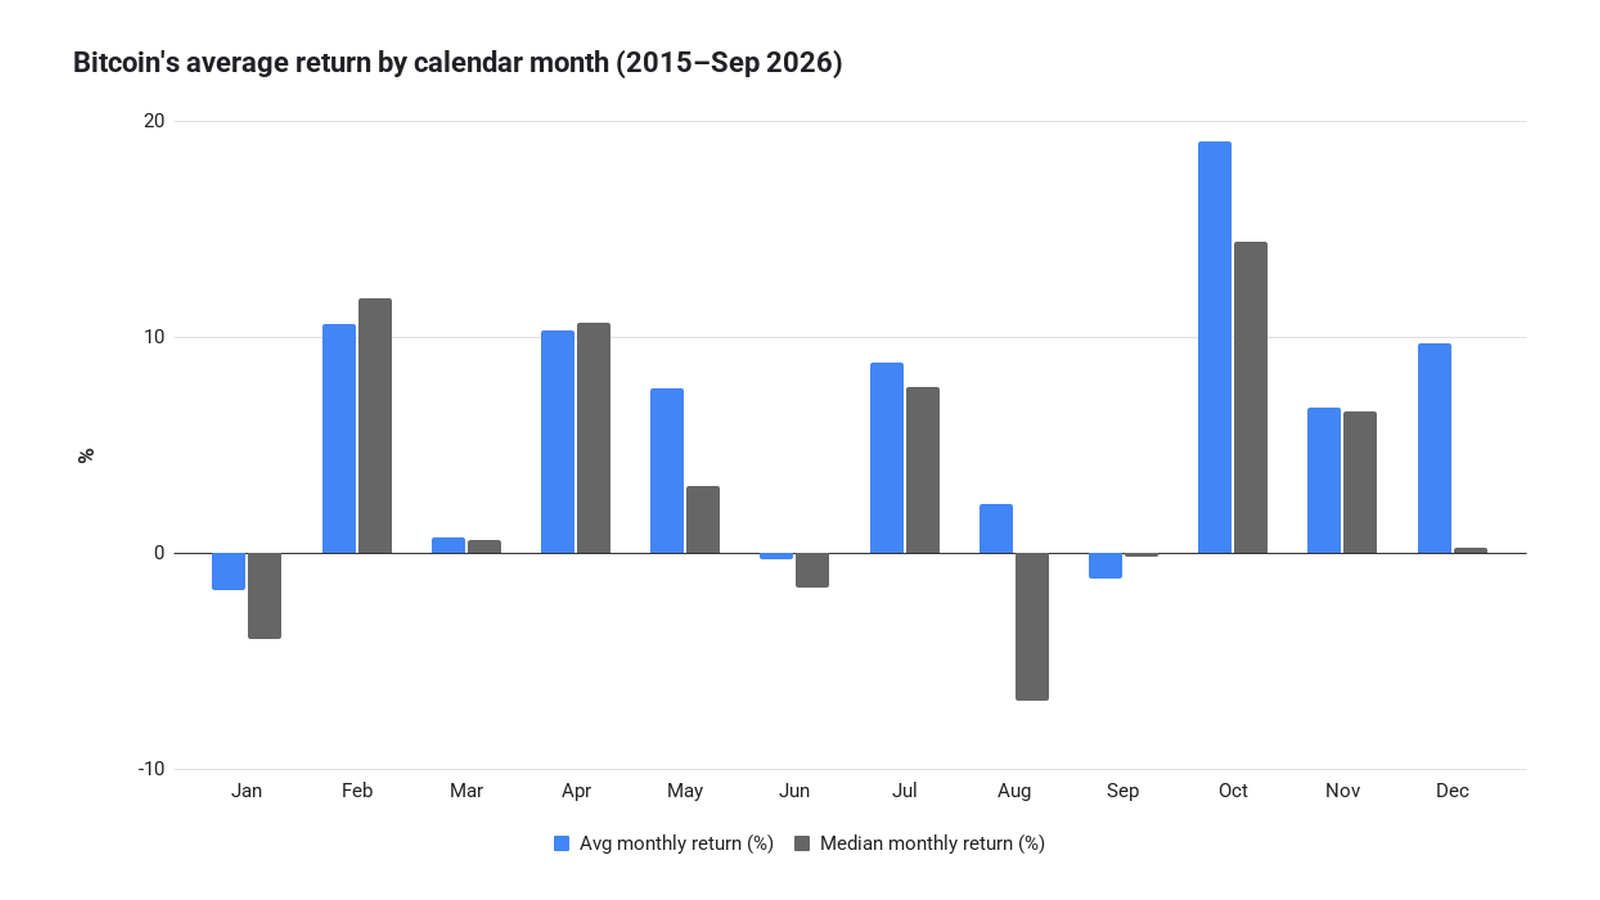 Bitcoin's average return by calendar month (2015–Sep 2026)
20
10
%
0
-10
Jan Feb Mar Apr May Jun Jul Aug Sep Oct Nov Dec
Avg monthly return (%) Median monthly return (%)